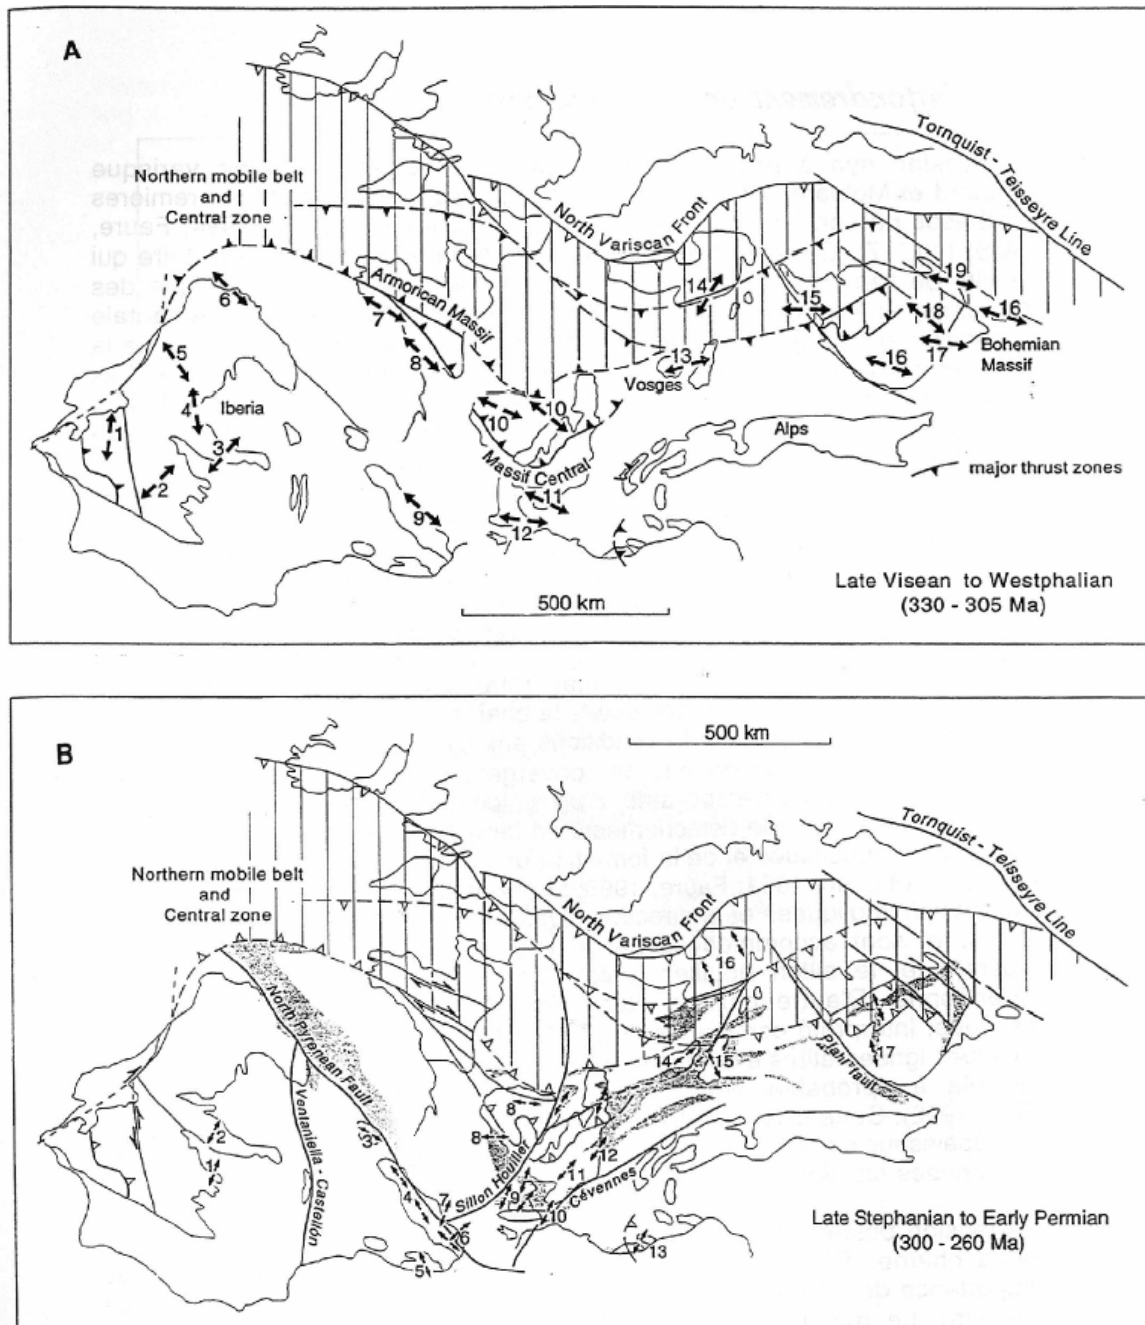 A
Northern mobile belt
and
Central zone
Tornquist - Teisseyre Line
North Variscan Front
Armorican Massif
19
14
15
16
6
18
7
Bohemian
Massif
17
5
13
16
8
Vosges
Iberia
4
10
10
1
Alps
3
Massif Central
major thrust zones
2
11
9
12
Late Visean to Westphalian
(330 - 305 Ma)
500 km
B
500 km
Tornquist - Teisseyre Line
Northern mobile belt
and
Central zone
North Variscan Front
16
North Pyrenean Fault
17
14
15
Pfahl fault
8
Ventaniella - Castellón
2
3
8
12
1
Sillon Houiller
11
4
9
Cévennes
7
10
6
Late Stephanian to Early Permian
(300 - 260 Ma)
13
5